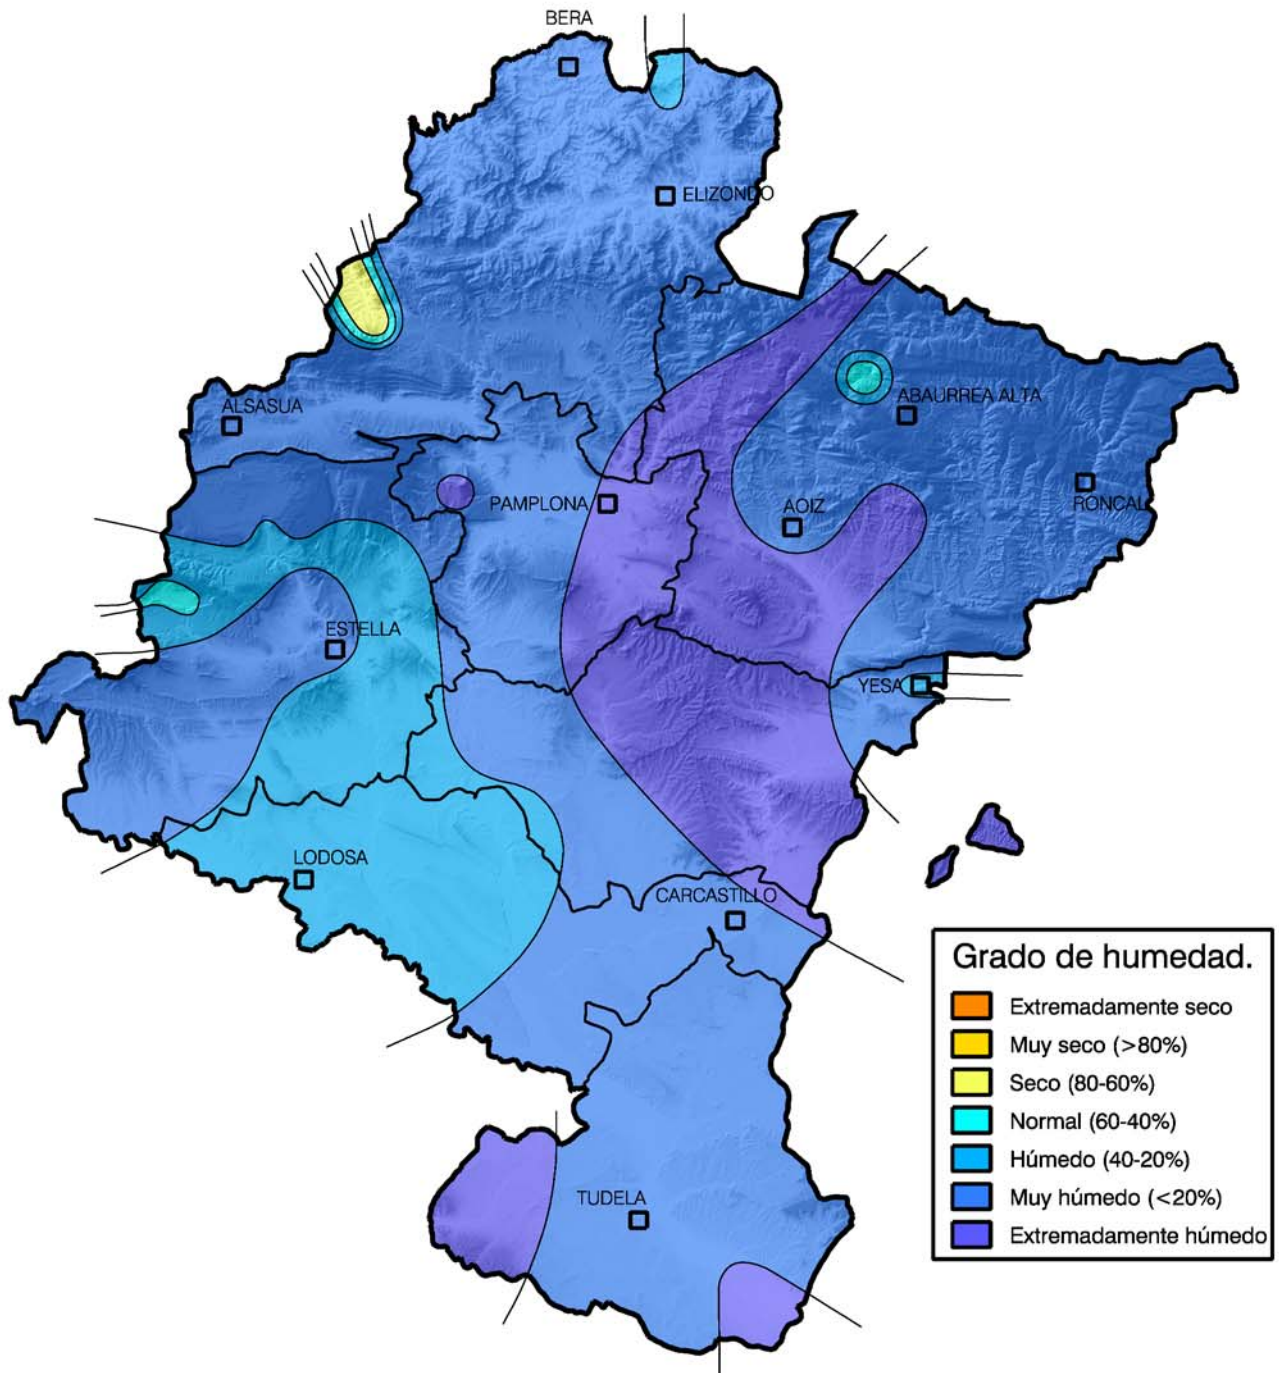 BERA
ELIZONDO
ALSASUA
ABAURREA ALTA
PAMPLONA
AOIZ
RONCAL
ESTELLA
YESA
LODOSA
CARCASTILLO
TUDELA
Grado de humedad.
Extremadamente seco
Muy seco (>80%)
Seco (80-60%)
Normal (60-40%)
Húmedo (40-20%)
Muy húmedo (<20%)
Extremadamente húmedo